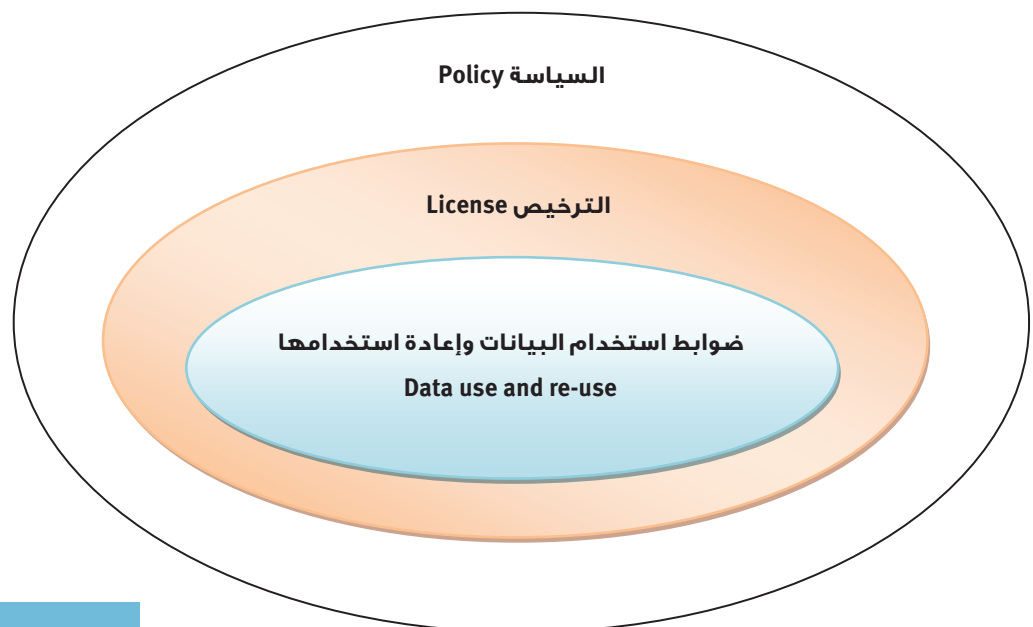 السياسة Policy
الترخيص License
ضوابط استخدام البيانات وإعادة استخدامها
Data use and re-use